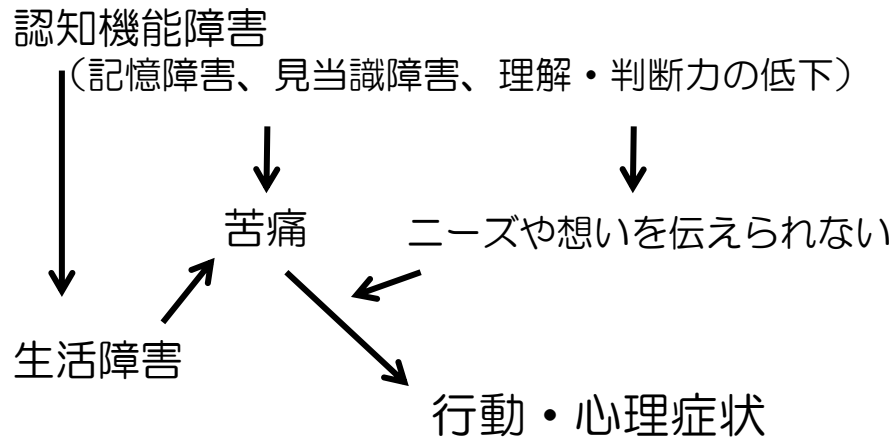 認知機能障害
（記憶障害、見当識障害、理解・判断力の低下）
苦痛
ニーズや想いを伝えられない
生活障害
行動・心理症状